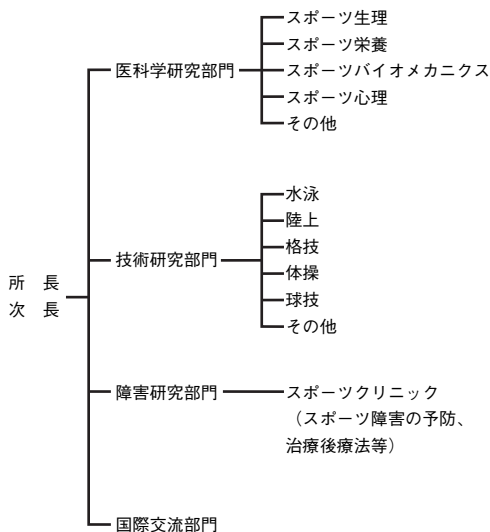 所　長
次　長
医科学研究部門
スポーツ生理
スポーツ栄養
スポーツバイオメカニクス
スポーツ心理
その他
技術研究部門
水泳
陸上
格技
体操
球技
その他
障害研究部門
スポーツクリニック
（スポーツ障害の予防、
治療後療法等）
国際交流部門